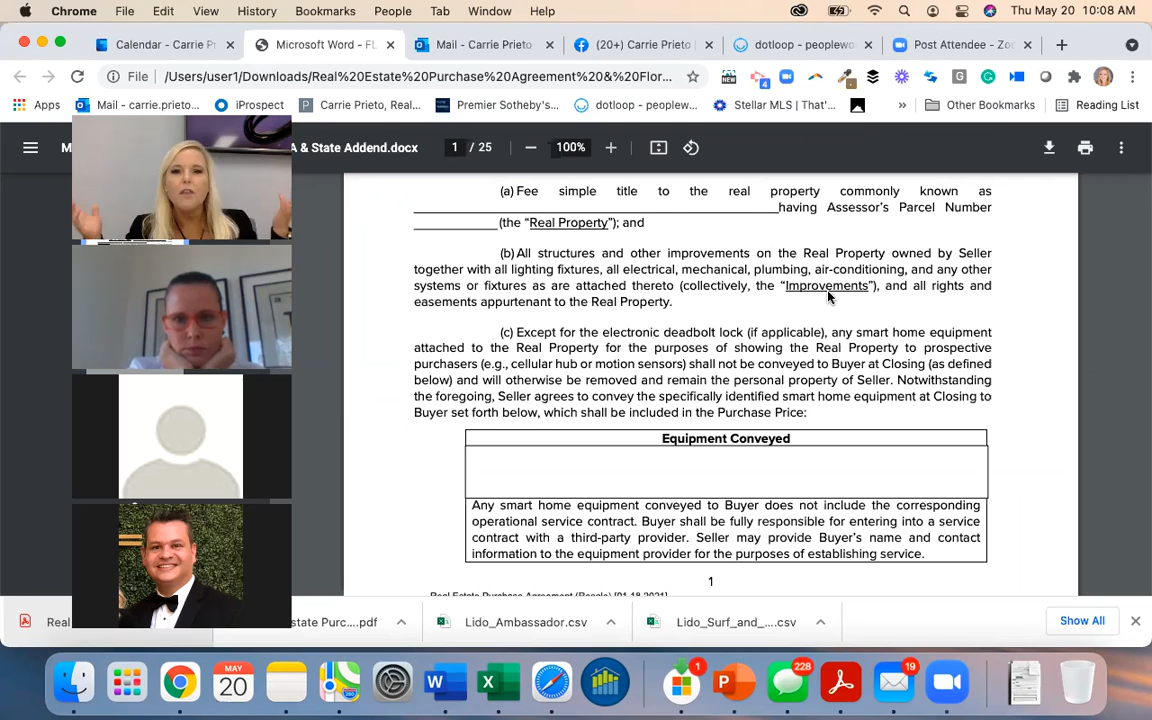 Chrome File Edit View History Bookmarks People Tab Window Help Thu May 20 10:08 AM
Calendar - Carrie Pr Microsoft Word - FL Mail - Carrie Prieto (20+) Carrie Prieto dotloop - peoplewo Post Attendee - Zoo
File /Users/user1/Downloads/Real%20Estate%20Purchase%20Agreement%20&%20Flor... NEW 4
Apps Mail - carrie.prieto... iProspect Carrie Prieto, Real... Premier Sotheby's... dotloop - peoplew... Stellar MLS | That'... » Other Bookmarks Reading List
M A & State Addend.docx 1 / 25 100%
(a) Fee simple title to the real property commonly known as
having Assessor's Parcel Number
(the “Real Property”); and
(b) All structures and other improvements on the Real Property owned by Seller
together with all lighting fixtures, all electrical, mechanical, plumbing, air-conditioning, and any other
systems or fixtures as are attached thereto (collectively, the “Improvements”), and all rights and
easements appurtenant to the Real Property.
(c) Except for the electronic deadbolt lock (if applicable), any smart home equipment
attached to the Real Property for the purposes of showing the Real Property to prospective
purchasers (e.g., cellular hub or motion sensors) shall not be conveyed to Buyer at Closing (as defined
below) and will otherwise be removed and remain the personal property of Seller. Notwithstanding
the foregoing, Seller agrees to convey the specifically identified smart home equipment at Closing to
Buyer set forth below, which shall be included in the Purchase Price:
Equipment Conveyed
Any smart home equipment conveyed to Buyer does not include the corresponding
operational service contract. Buyer shall be fully responsible for entering into a service
contract with a third-party provider. Seller may provide Buyer's name and contact
information to the equipment provider for the purposes of establishing service.
1
Real Estate Purchase Agreement (Resale) [01.18.2021]
Real state Purc....pdf Lido_Ambassador.csv Lido_Surf_and_....csv Show All
MAY 20 1 228 19